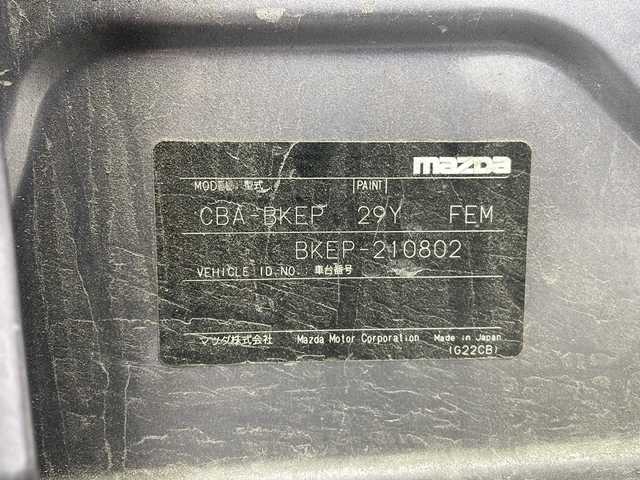 mazda
MODEL : 型式 PAINT
CBA-BKEP 29Y FEM
BKEP-210802
VEHICLE ID.NO. : 車台番号
マツダ株式会社 Mazda Motor Corporation Made in Japan
(G22CB)